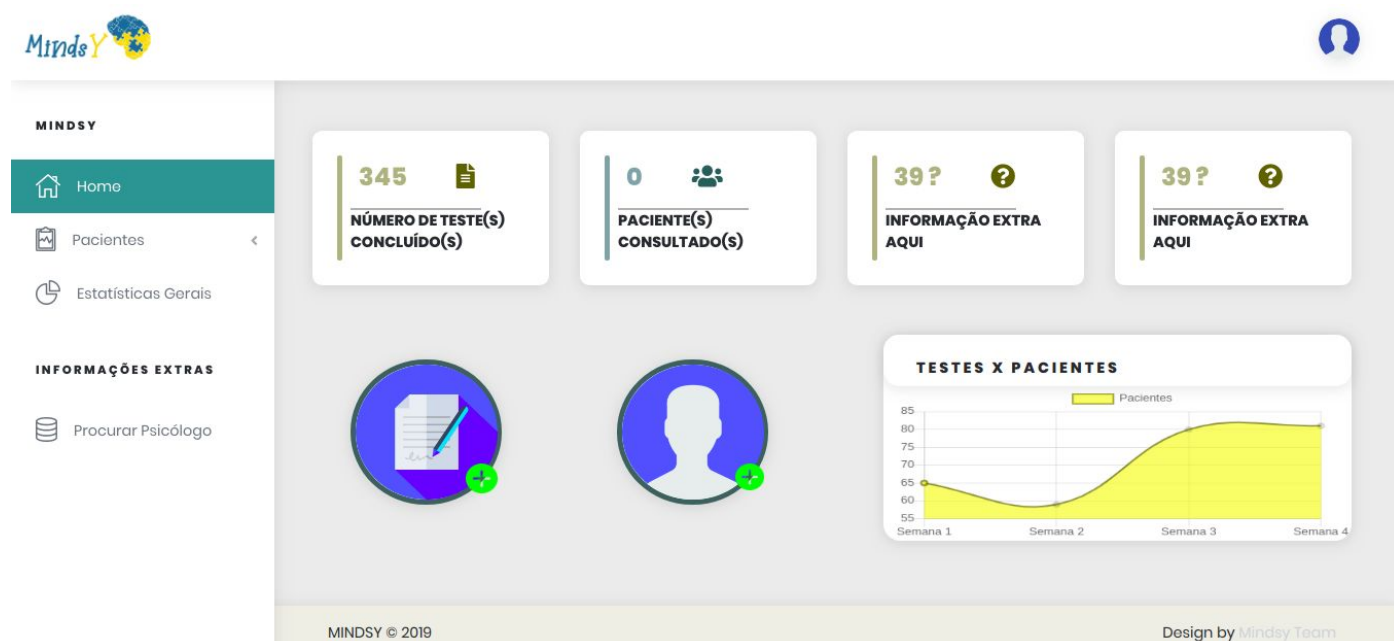 MindsY
MINDSY
Home
Pacientes
Estatísticas Gerais
INFORMAÇÕES EXTRAS
Procurar Psicólogo
345
NÚMERO DE TESTE(S)
CONCLUÍDO(S)
0
PACIENTE(S)
CONSULTADO(S)
39?
INFORMAÇÃO EXTRA
AQUI
39?
INFORMAÇÃO EXTRA
AQUI
TESTES X PACIENTES
Pacientes
85
80
75
70
65
60
55
Semana 1 Semana 2 Semana 3 Semana 4
MINDSY © 2019 Design by Mindsy Team